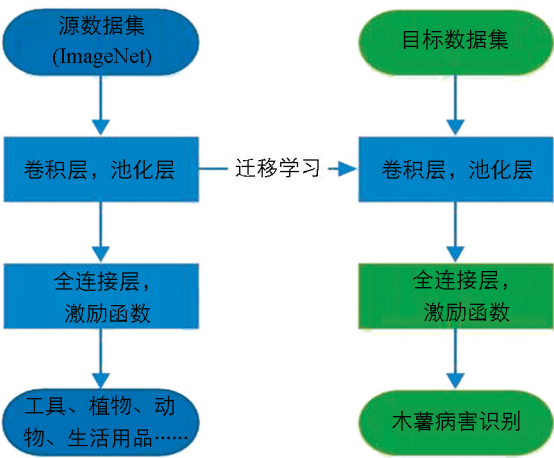 源数据集
(ImageNet)
目标数据集
卷积层，池化层
迁移学习
卷积层，池化层
全连接层，
激励函数
全连接层，
激励函数
工具、植物、动
物、生活用品……
木薯病害识别